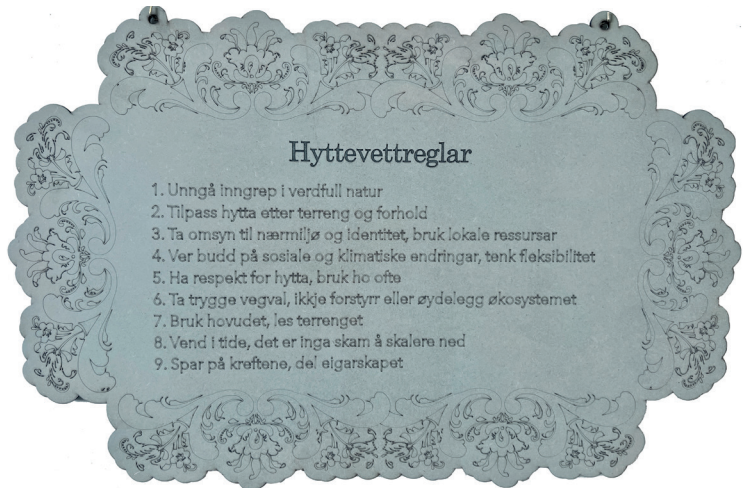 Hyttevettreglar
1. Unngå inngrep i verdfull natur
2. Tilpass hytta etter terreng og forhold
3. Ta omsyn til nærmiljø og identitet, bruk lokale ressursar
4. Ver budd på sosiale og klimatiske endringar, tenk fleksibilitet
5. Ha respekt for hytta, bruk ho ofte
6. Ta trygge vegval, ikkje forstyrr eller øydelegg økosystemet
7. Bruk hovudet, les terrenget
8. Vend i tide, det er inga skam å skalere ned
9. Spar på kreftene, del eigarskapet